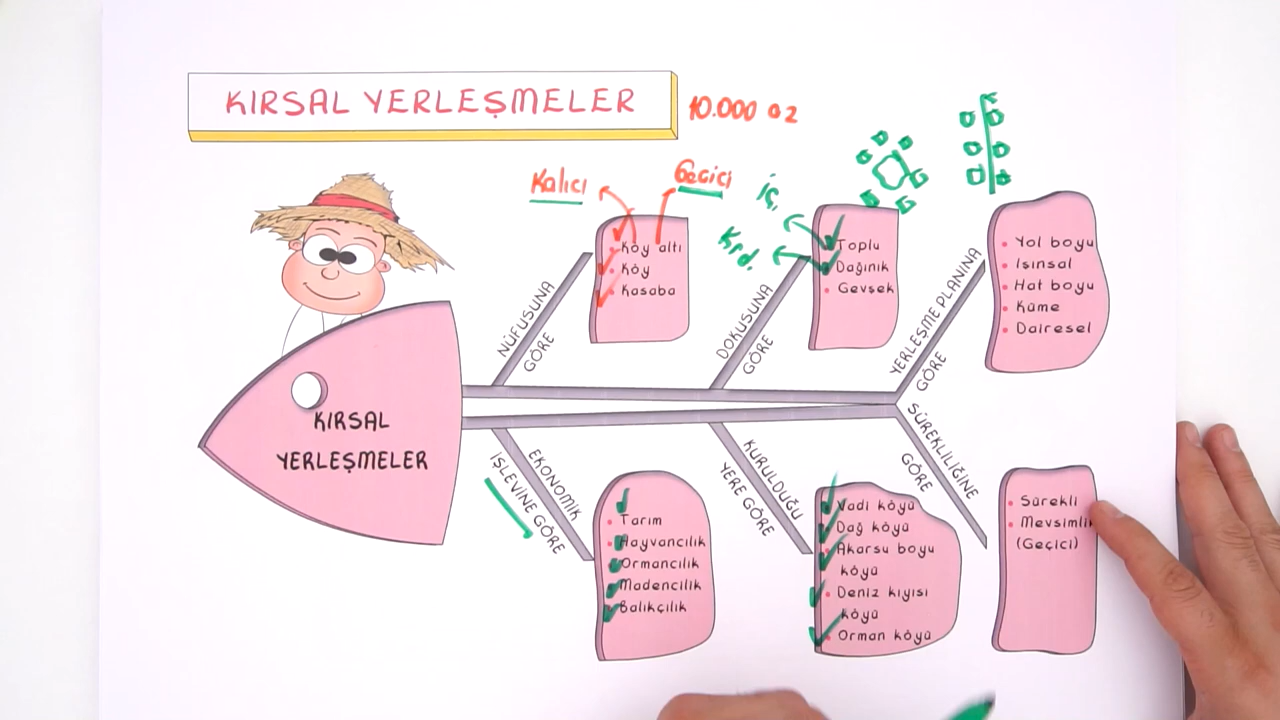 KIRSAL YERLEŞMELER
10.000 az
Kalıcı
Geçici
iç.
Krd.
Köy altı
Köy
Kasaba
Toplu
Dağınık
Gevşek
Yol boyu
Işınsal
Hat boyu
Küme
Dairesel
NÜFUSUNA
GÖRE
DOKUSUNA
GÖRE
YERLEŞME PLANINA
GÖRE
KIRSAL
YERLEŞMELER
EKONOMİK
İŞLEVİNE GÖRE
KURULDUĞU
YERE GÖRE
SÜREKLİLİĞİNE
GÖRE
Tarım
Hayvancılık
Ormancılık
Madencilik
Balıkçılık
Vadi köyü
Dağ köyü
Akarsu boyu
köyü
Deniz kıyısı
köyü
Orman köyü
Sürekli
Mevsimlik
(Geçici)